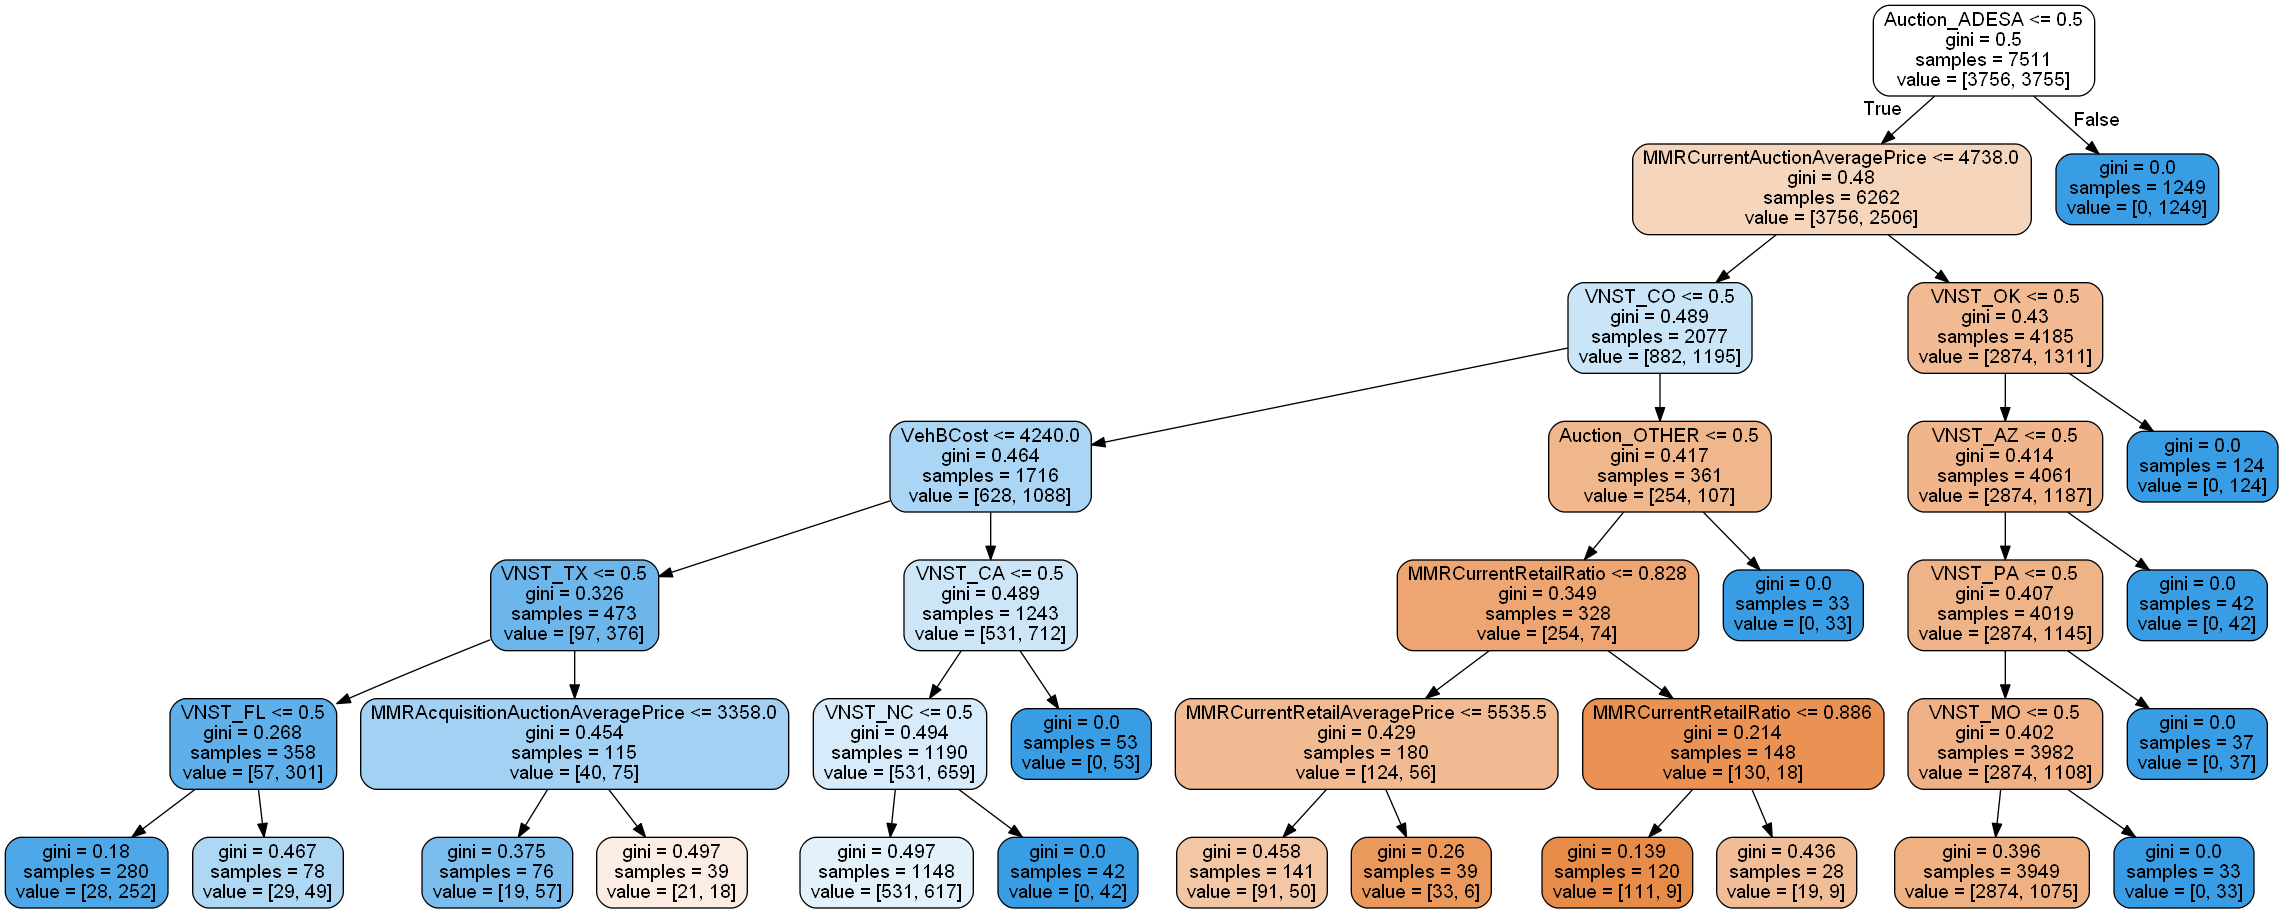 Auction_ADESA <= 0.5
gini = 0.5
samples = 7511
value = [3756, 3755]
True
False
MMRCurrentAuctionAveragePrice <= 4738.0
gini = 0.48
samples = 6262
value = [3756, 2506]
gini = 0.0
samples = 1249
value = [0, 1249]
VNST_CO <= 0.5
gini = 0.489
samples = 2077
value = [882, 1195]
VNST_OK <= 0.5
gini = 0.43
samples = 4185
value = [2874, 1311]
VehBCost <= 4240.0
gini = 0.464
samples = 1716
value = [628, 1088]
Auction_OTHER <= 0.5
gini = 0.417
samples = 361
value = [254, 107]
VNST_AZ <= 0.5
gini = 0.414
samples = 4061
value = [2874, 1187]
gini = 0.0
samples = 124
value = [0, 124]
VNST_TX <= 0.5
gini = 0.326
samples = 473
value = [97, 376]
VNST_CA <= 0.5
gini = 0.489
samples = 1243
value = [531, 712]
MMRCurrentRetailRatio <= 0.828
gini = 0.349
samples = 328
value = [254, 74]
gini = 0.0
samples = 33
value = [0, 33]
VNST_PA <= 0.5
gini = 0.407
samples = 4019
value = [2874, 1145]
gini = 0.0
samples = 42
value = [0, 42]
VNST_FL <= 0.5
gini = 0.268
samples = 358
value = [57, 301]
MMRAcquisitionAuctionAveragePrice <= 3358.0
gini = 0.454
samples = 115
value = [40, 75]
VNST_NC <= 0.5
gini = 0.494
samples = 1190
value = [531, 659]
gini = 0.0
samples = 53
value = [0, 53]
MMRCurrentRetailAveragePrice <= 5535.5
gini = 0.429
samples = 180
value = [124, 56]
MMRCurrentRetailRatio <= 0.886
gini = 0.214
samples = 148
value = [130, 18]
VNST_MO <= 0.5
gini = 0.402
samples = 3982
value = [2874, 1108]
gini = 0.0
samples = 37
value = [0, 37]
gini = 0.18
samples = 280
value = [28, 252]
gini = 0.467
samples = 78
value = [29, 49]
gini = 0.375
samples = 76
value = [19, 57]
gini = 0.497
samples = 39
value = [21, 18]
gini = 0.497
samples = 1148
value = [531, 617]
gini = 0.0
samples = 42
value = [0, 42]
gini = 0.458
samples = 141
value = [91, 50]
gini = 0.26
samples = 39
value = [33, 6]
gini = 0.139
samples = 120
value = [111, 9]
gini = 0.436
samples = 28
value = [19, 9]
gini = 0.396
samples = 3949
value = [2874, 1075]
gini = 0.0
samples = 33
value = [0, 33]